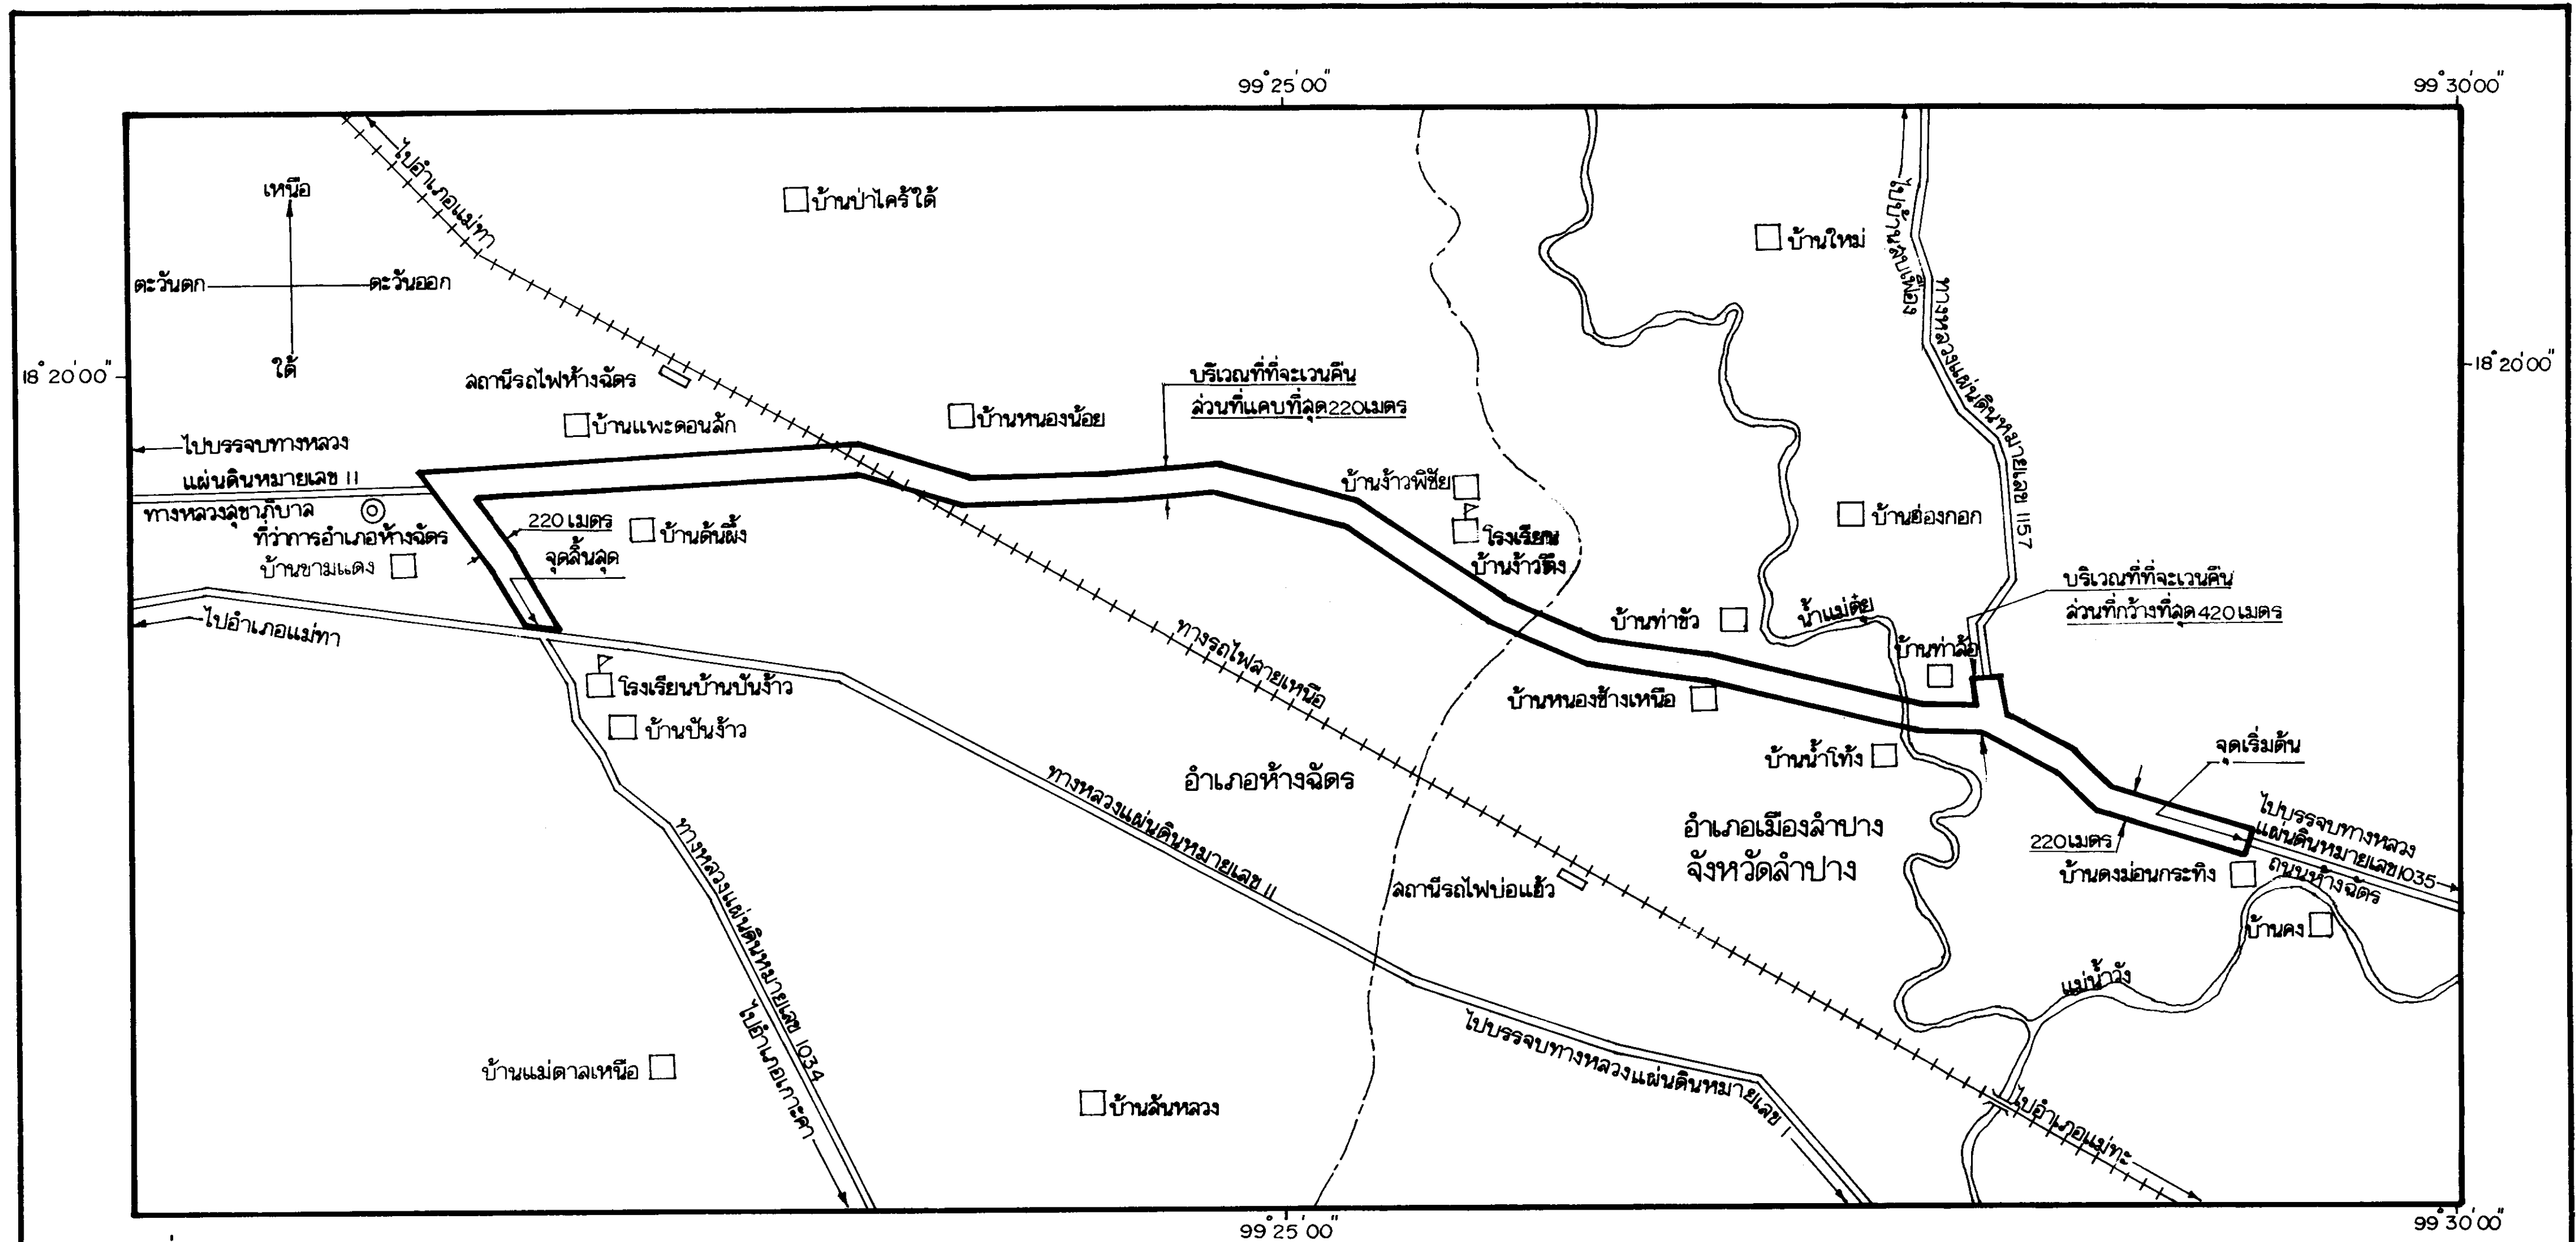 99°25'00"
99°30'00"
เหนือ
ตะวันตก
ตะวันออก
ใต้
18°20'00"
18°20'00"
ไปอำเภอแม่ทา
บ้านป่าไคร้ใต้
บ้านใหม่
ไปบ้านสบเฟือง
ทางหลวงแผ่นดินหมายเลข 1157
สถานีรถไฟห้างฉัตร
บ้านแพะดอนสัก
บ้านหนองน้อย
บริเวณที่ที่จะเวนคืน
ส่วนที่แคบที่สุด 220 เมตร
ไปบรรจบทางหลวง
แผ่นดินหมายเลข 11
ทางหลวงสุขาภิบาล
ที่ว่าการอำเภอห้างฉัตร
บ้านขามแดง
220 เมตร
จุดสิ้นสุด
บ้านต้นผึ้ง
บ้านง้าวพิชัย
โรงเรียน
บ้านฮ่องกอก
บริเวณที่ที่จะเวนคืน
ส่วนที่กว้างที่สุด 420 เมตร
ไปอำเภอแม่ทา
บ้านท่าขัว
น้ำแม่ตุ๋ย
บ้านท่าล้อ
ทางรถไฟสายเหนือ
โรงเรียนบ้านปันง้าว
บ้านปันง้าว
บ้านหนองช้างเหนือ
บ้านน้ำโท้ง
จุดเริ่มต้น
อำเภอห้างฉัตร
ทางหลวงแผ่นดินหมายเลข 11
อำเภอเมืองลำปาง
จังหวัดลำปาง
220 เมตร
ไปบรรจบทางหลวง
แผ่นดินหมายเลข 1035
ถนนห้างฉัตร
บ้านดงม่อนกระทิง
สถานีรถไฟบ่อแฮ้ว
บ้านดง
แม่น้ำวัง
ทางหลวงแผ่นดินหมายเลข 1034
ไปอำเภอเกาะคา
บ้านแม่ตาลเหนือ
บ้านสันหลวง
ไปบรรจบทางหลวงแผ่นดินหมายเลข 1
ไปอำเภอแม่ทะ
99°25'00"
99°30'00"